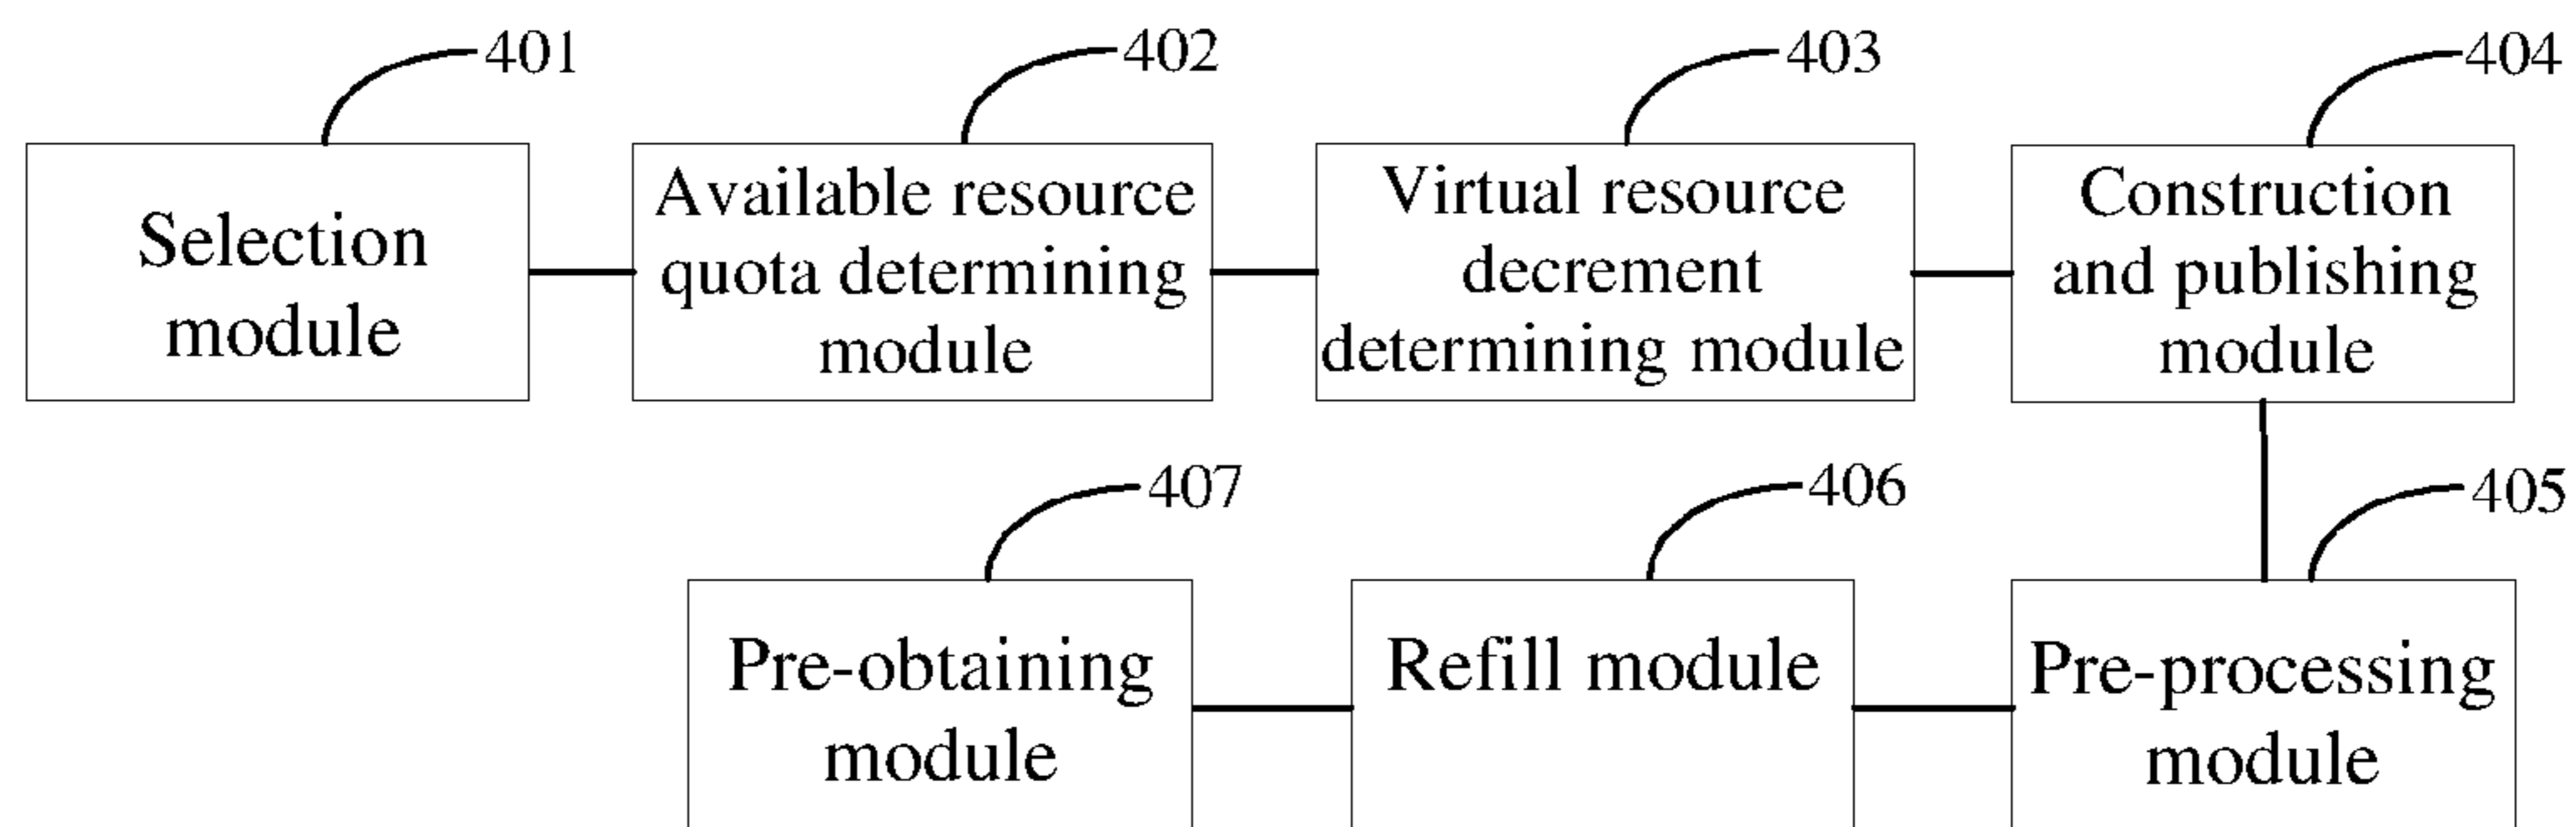 401
402
403
404
Selection
module
Available resource
quota determining
module
Virtual resource
decrement
determining module
Construction
and publishing
module
407
406
405
Pre-obtaining
module
Refill module
Pre-processing
module